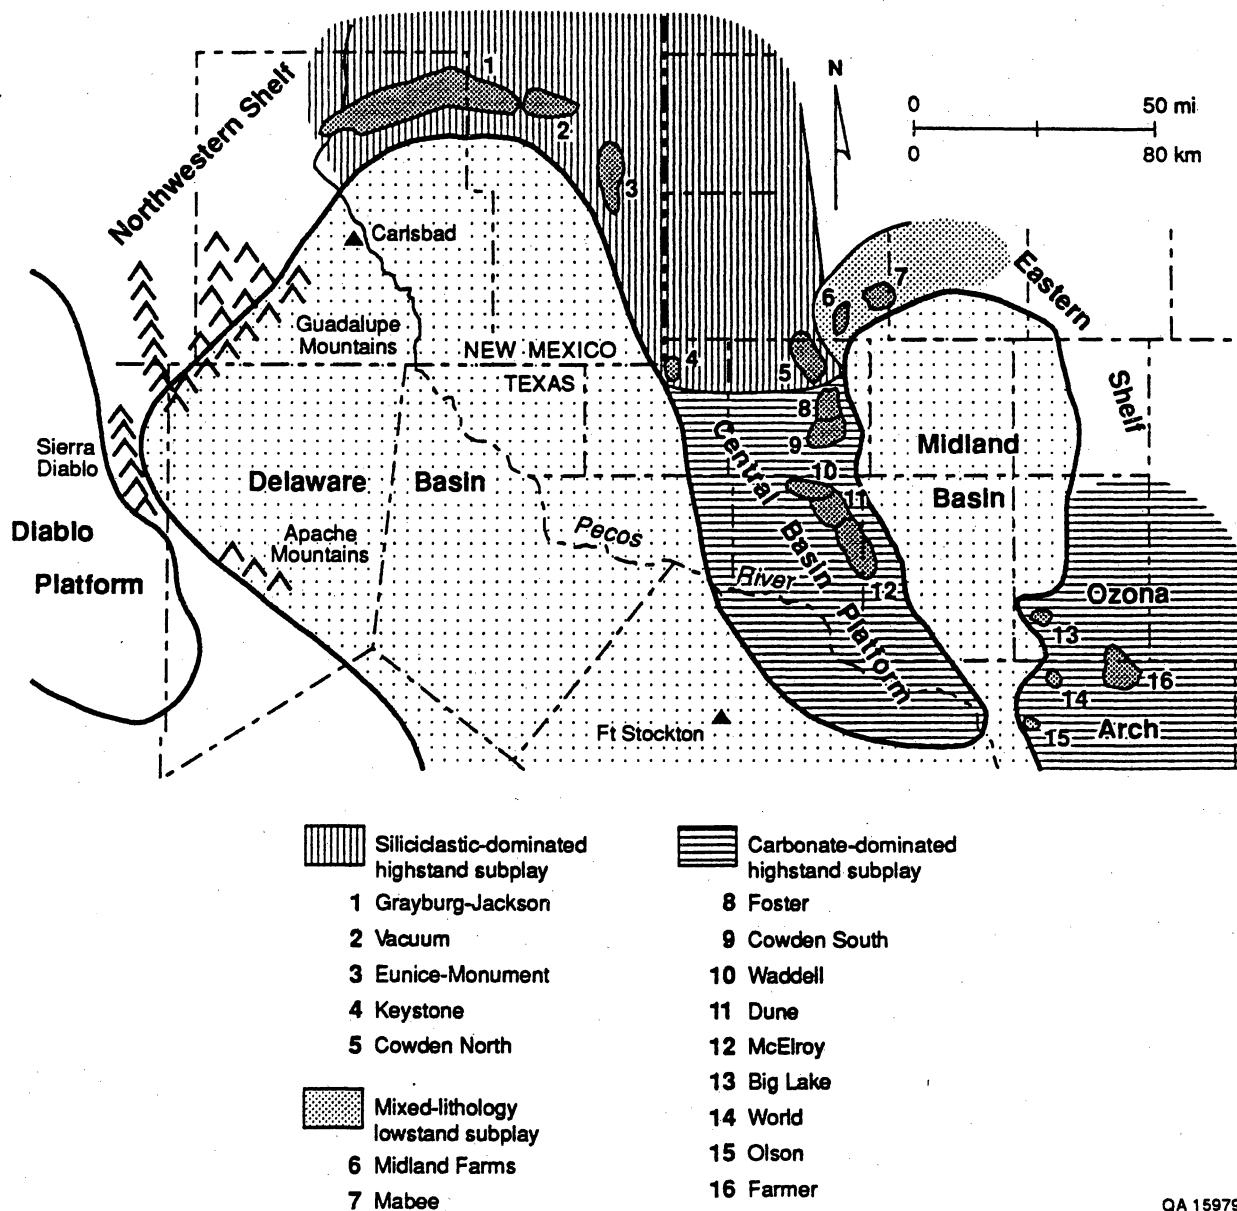 1
2
3
N
0 50 mi
0 80 km
Northwestern Shelf
Carlsbad
Guadalupe
Mountains
NEW MEXICO
TEXAS
4
5
6
7
Eastern
Shelf
8
9
10
11
12
Sierra
Diablo
Delaware Basin
Midland
Basin
Central Basin Platform
Diablo
Platform
Apache
Mountains
Pecos
River
Ozona
Arch
13
14
15
16
Ft Stockton
Siliciclastic-dominated
highstand subplay
1 Grayburg-Jackson
2 Vacuum
3 Eunice-Monument
4 Keystone
5 Cowden North
Mixed-lithology
lowstand subplay
6 Midland Farms
7 Mabee
Carbonate-dominated
highstand subplay
8 Foster
9 Cowden South
10 Waddell
11 Dune
12 McElroy
13 Big Lake
14 World
15 Olson
16 Farmer
QA 15979